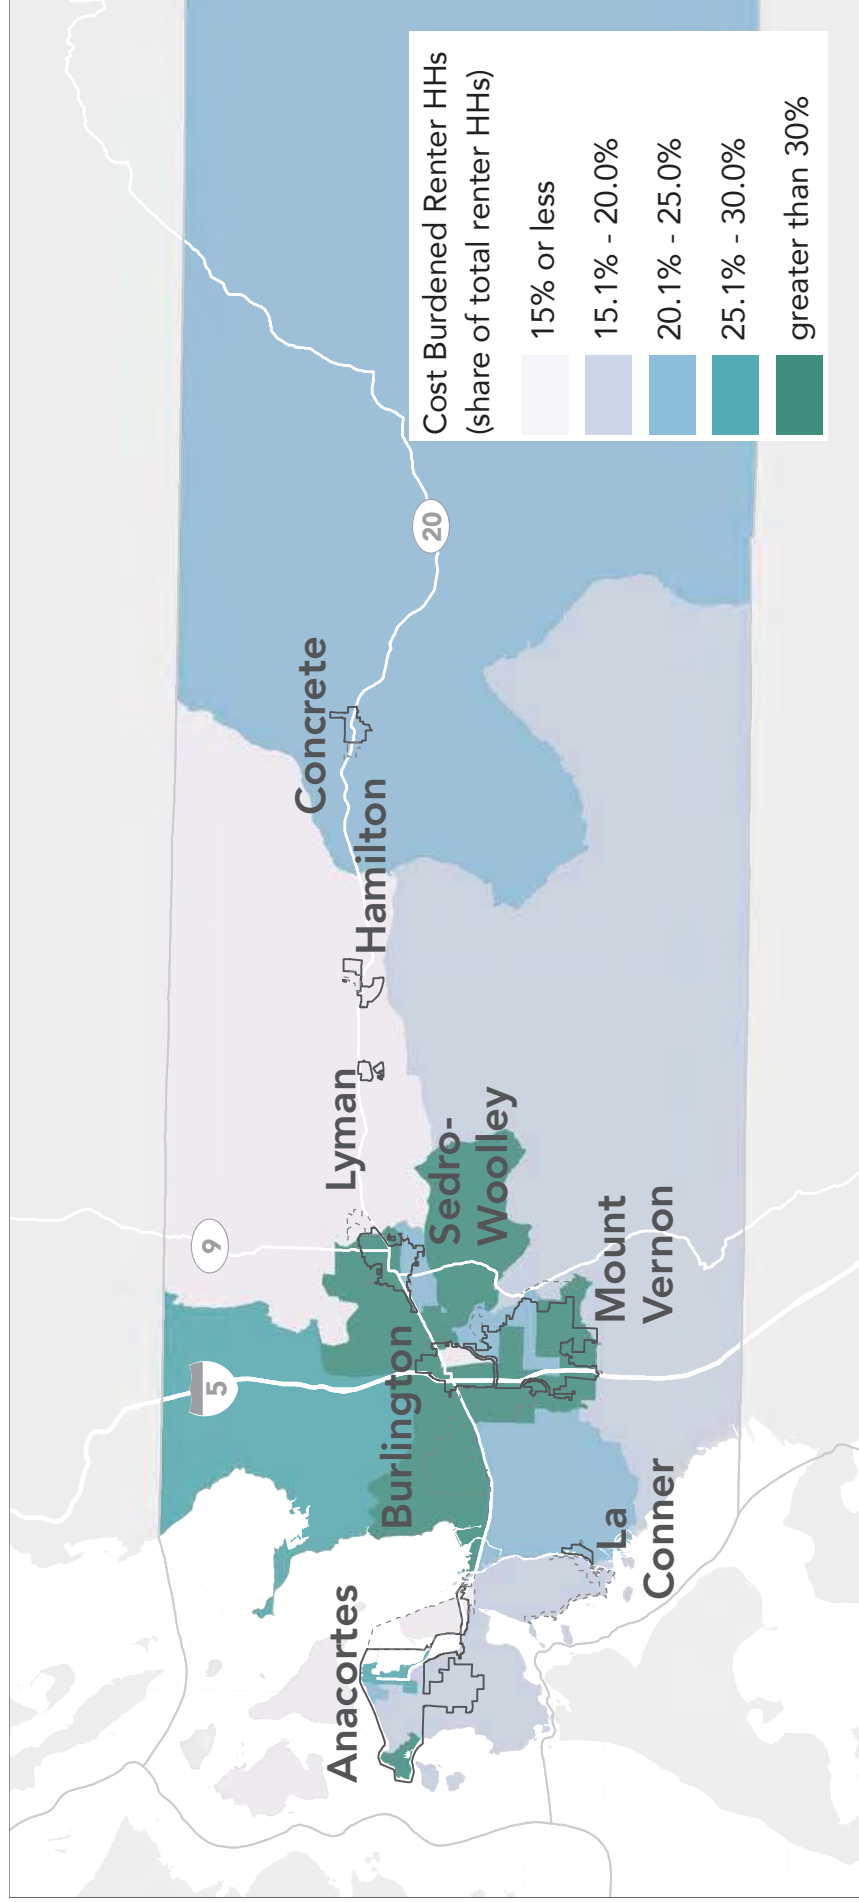 Anacortes
La
Conner
Burlington
Mount
Vernon
Sedro-
Woolley
Lyman
Hamilton
Concrete
5
9
20
Cost Burdened Renter HHs
(share of total renter HHs)
15% or less
15.1% - 20.0%
20.1% - 25.0%
25.1% - 30.0%
greater than 30%